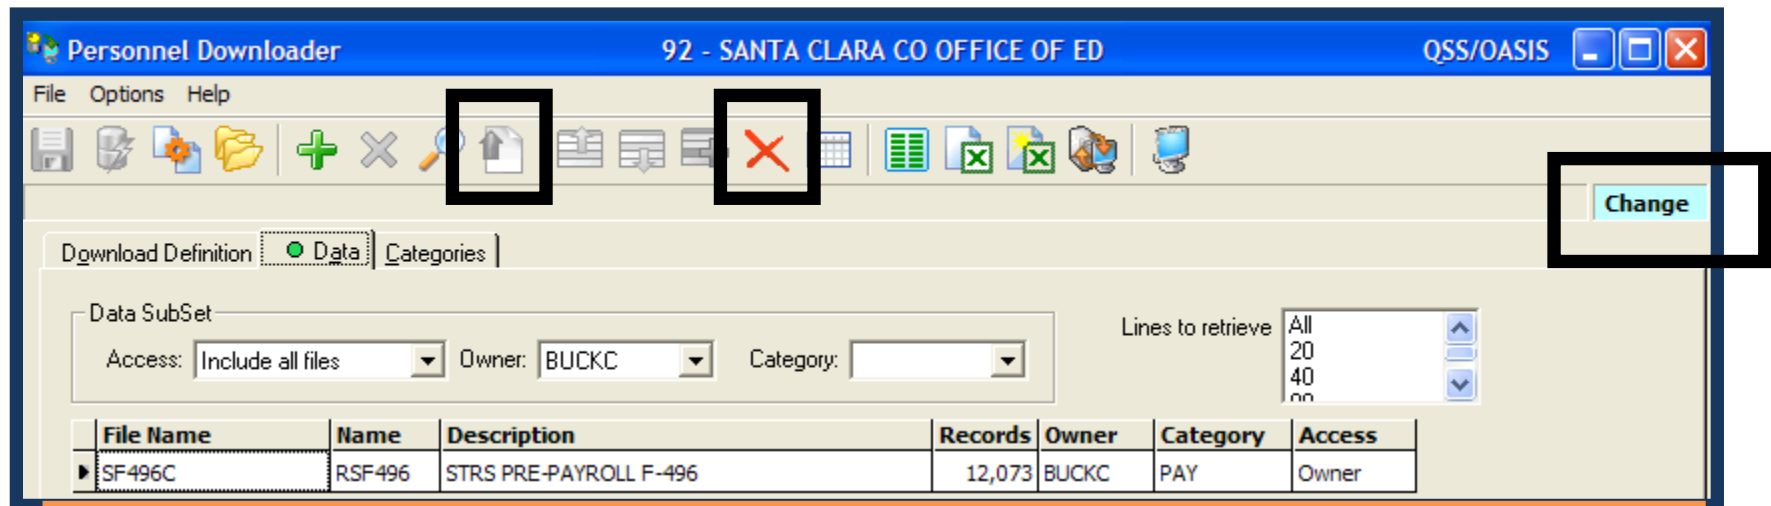 Personnel Downloader 92 - SANTA CLARA CO OFFICE OF ED QSS/OASIS
File Options Help
Change
Download Definition Data Categories
Data SubSet
Access: Include all files Owner: BUCKC Category:
Lines to retrieve All
20
40
File Name Name Description Records Owner Category Access
SF496C RSF496 STRS PRE-PAYROLL F-496 12,073 BUCKC PAY Owner